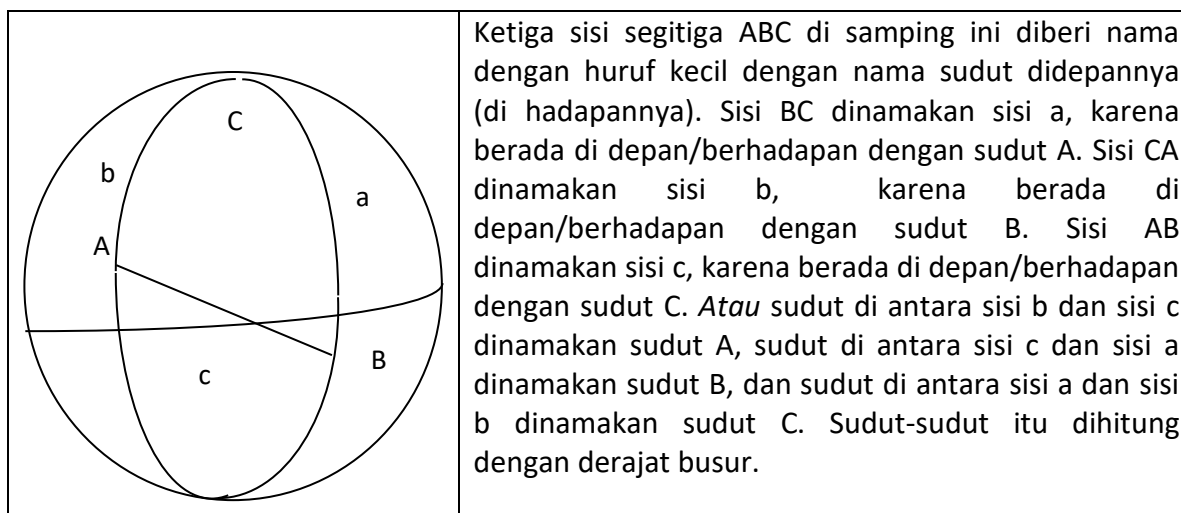 C
b
a
A
B
c
Ketiga sisi segitiga ABC di samping ini diberi nama
dengan huruf kecil dengan nama sudut didepannya
(di hadapannya). Sisi BC dinamakan sisi a, karena
berada di depan/berhadapan dengan sudut A. Sisi CA
dinamakan sisi b, karena berada di
depan/berhadapan dengan sudut B. Sisi AB
dinamakan sisi c, karena berada di depan/berhadapan
dengan sudut C. Atau sudut di antara sisi b dan sisi c
dinamakan sudut A, sudut di antara sisi c dan sisi a
dinamakan sudut B, dan sudut di antara sisi a dan sisi
b dinamakan sudut C. Sudut-sudut itu dihitung
dengan derajat busur.